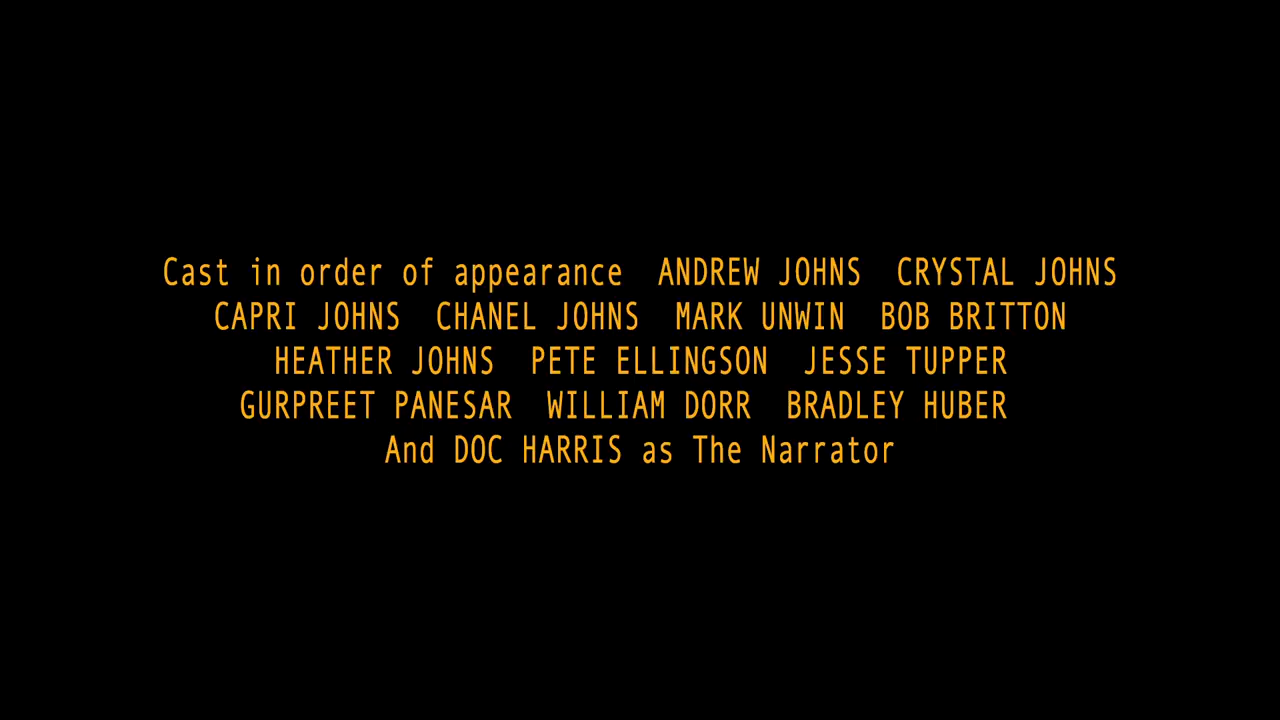 Cast in order of appearance  ANDREW JOHNS  CRYSTAL JOHNS
CAPRI JOHNS  CHANEL JOHNS  MARK UNWIN  BOB BRITTON
HEATHER JOHNS  PETE ELLINGSON  JESSE TUPPER
GURPREET PANESAR  WILLIAM DORR  BRADLEY HUBER
And DOC HARRIS as The Narrator